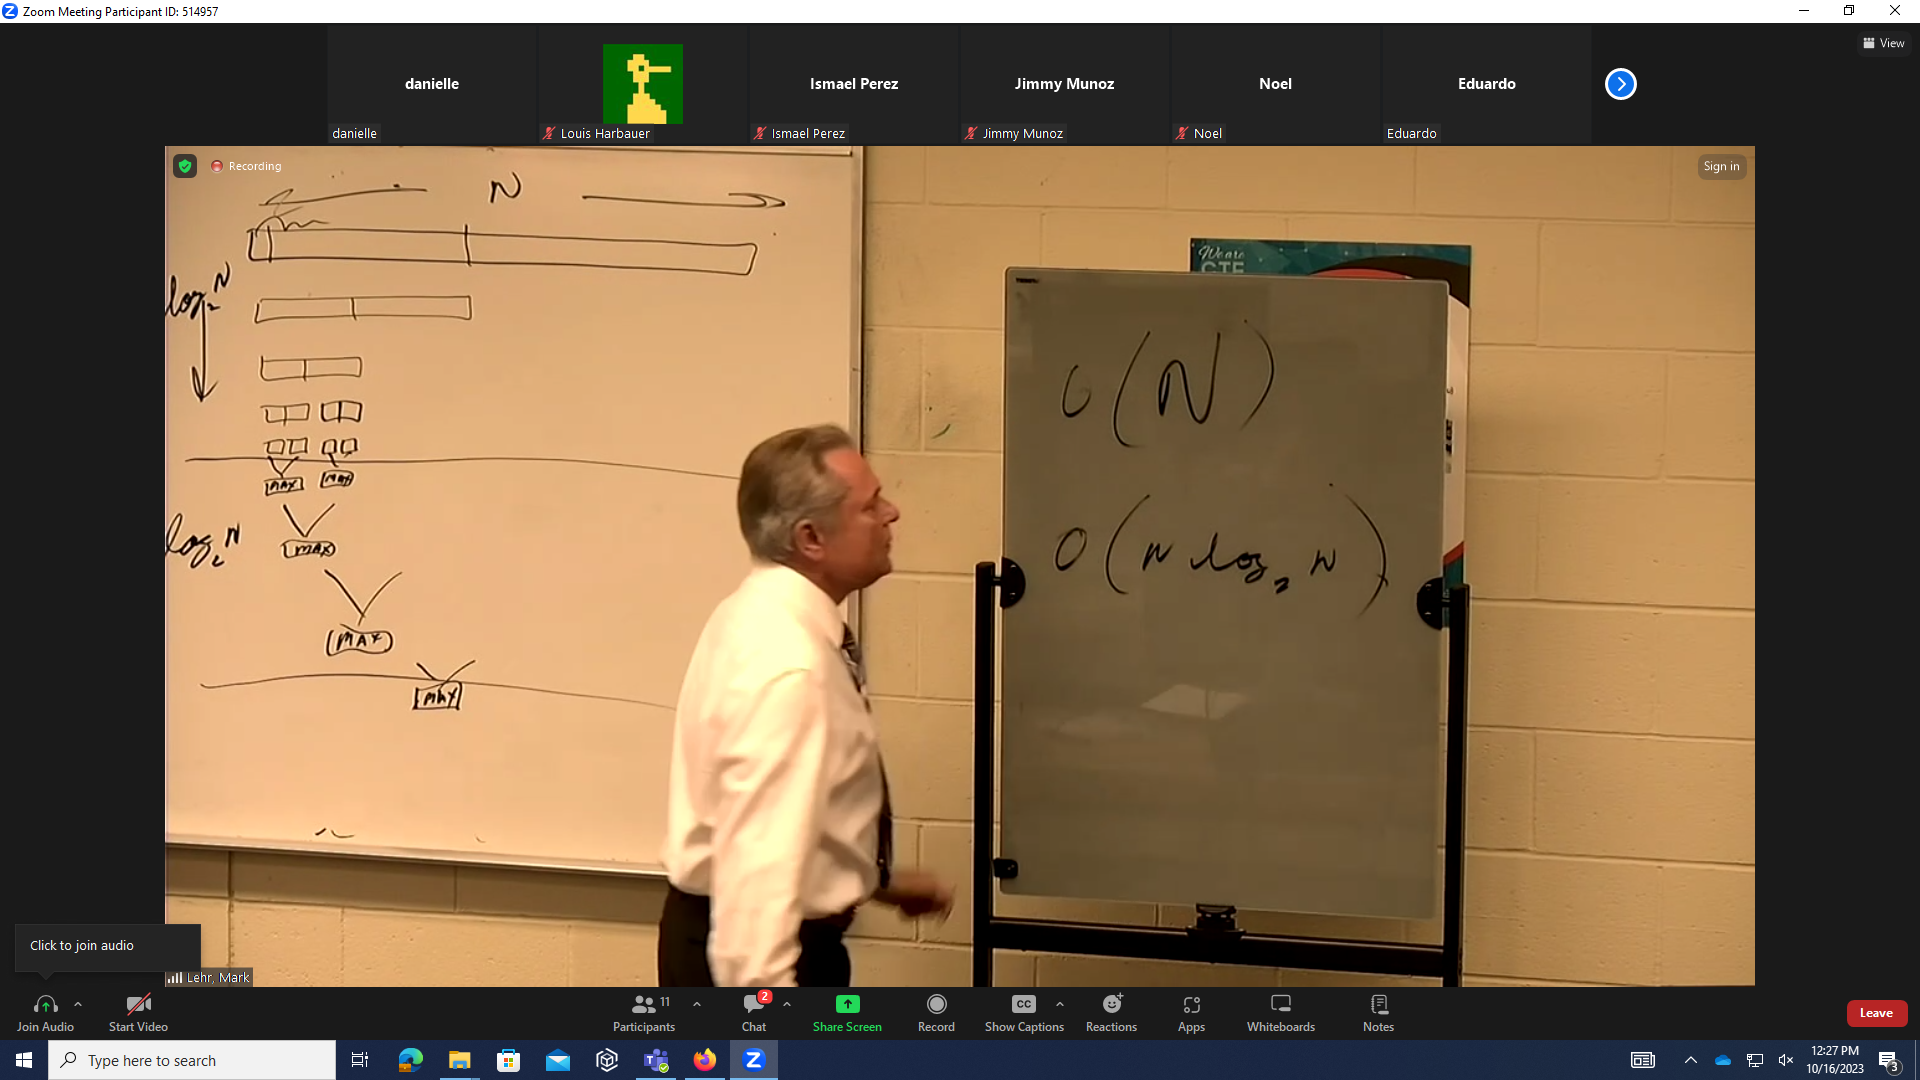 Zoom Meeting Participant ID: 514957
View
danielle
Ismael Perez
Jimmy Munoz
Noel
Eduardo
danielle
Louis Harbauer
Ismael Perez
Jimmy Munoz
Noel
Eduardo
Recording
Sign in
N
log₂ N
MAX MAX
log₂ N
MAX
MAX
MAX
We are
CTE
O(N)
O(N log₂ N)
Click to join audio
Lehr, Mark
Join Audio
Start Video
Participants 11
Chat 2
Share Screen
Record
CC
Show Captions
Reactions
Apps
Whiteboards
Notes
Leave
Type here to search
12:27 PM
10/16/2023
3